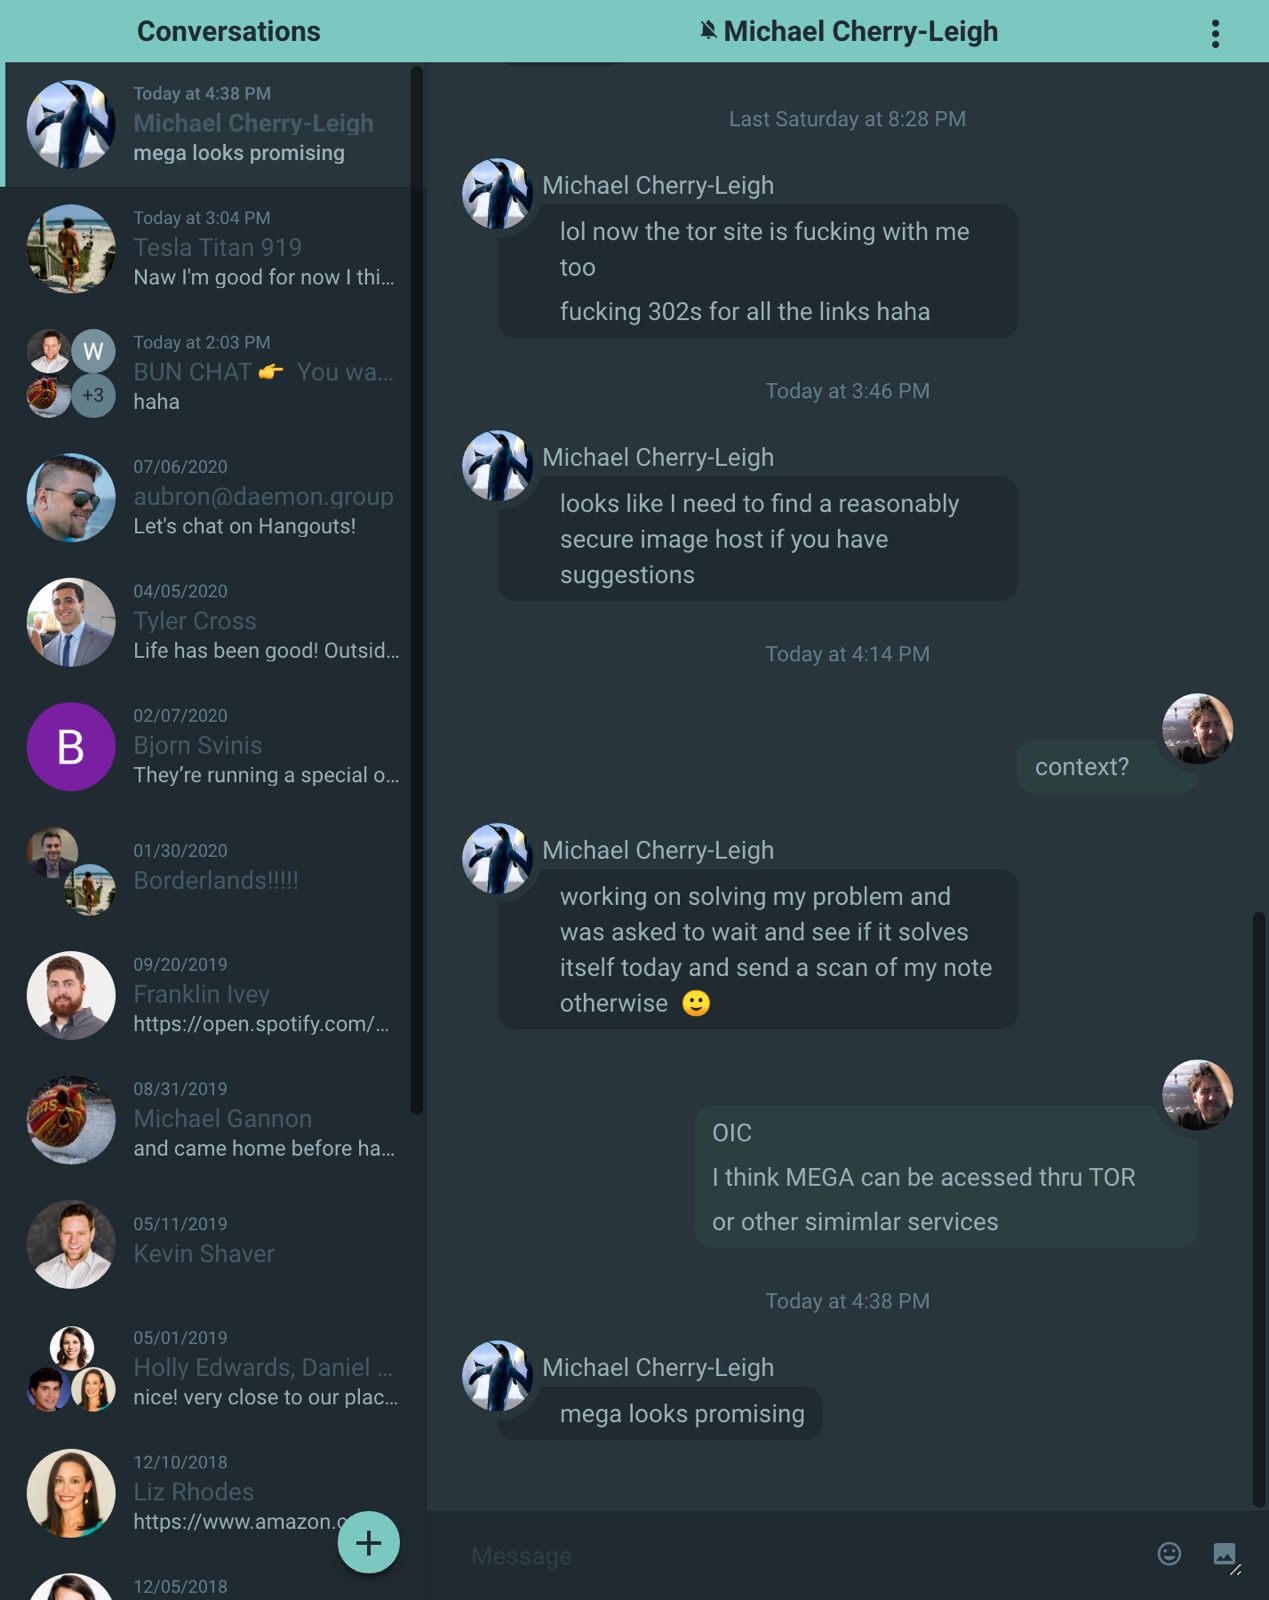 Conversations
Today at 4:38 PM
Michael Cherry-Leigh
mega looks promising
Today at 3:04 PM
Tesla Titan 919
Naw I'm good for now I thi...
W
+3
Today at 2:03 PM
BUN CHAT 👉 You wa...
haha
07/06/2020
aubron@daemon.group
Let's chat on Hangouts!
04/05/2020
Tyler Cross
Life has been good! Outsid...
B
02/07/2020
Bjorn Svinis
They're running a special o...
01/30/2020
Borderlands!!!!!
09/20/2019
Franklin Ivey
https://open.spotify.com/...
08/31/2019
Michael Gannon
and came home before ha...
05/11/2019
Kevin Shaver
05/01/2019
Holly Edwards, Daniel ...
nice! very close to our plac...
12/10/2018
Liz Rhodes
https://www.amazon.c
12/05/2018
Michael Cherry-Leigh
Last Saturday at 8:28 PM
Michael Cherry-Leigh
lol now the tor site is fucking with me
too
fucking 302s for all the links haha
Today at 3:46 PM
Michael Cherry-Leigh
looks like I need to find a reasonably
secure image host if you have
suggestions
Today at 4:14 PM
context?
Michael Cherry-Leigh
working on solving my problem and
was asked to wait and see if it solves
itself today and send a scan of my note
otherwise 🙂
OIC
I think MEGA can be acessed thru TOR
or other simimlar services
Today at 4:38 PM
Michael Cherry-Leigh
mega looks promising
Message